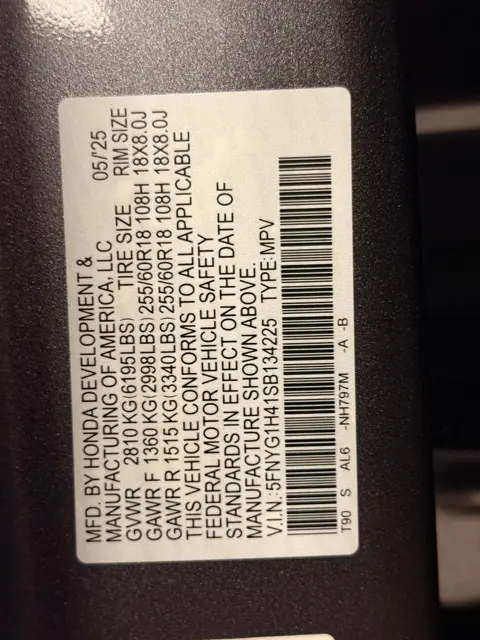 MFD. BY HONDA DEVELOPMENT &
MANUFACTURING OF AMERICA, LLC 05/'25
GVWR 2810 KG(6195LBS) TIRE SIZE RIM SIZE
GAWR F 1360 KG(2998LBS) 255/60R18 108H 18X8.0J
GAWR R 1515 KG(3340LBS) 255/60R18 108H 18X8.0J
THIS VEHICLE CONFORMS TO ALL APPLICABLE
FEDERAL MOTOR VEHICLE SAFETY
STANDARDS IN EFFECT ON THE DATE OF
MANUFACTURE SHOWN ABOVE.
V.I.N.:5FNYG1H41SB134225 TYPE:MPV
T90 S AL6 -NH797M -A -B